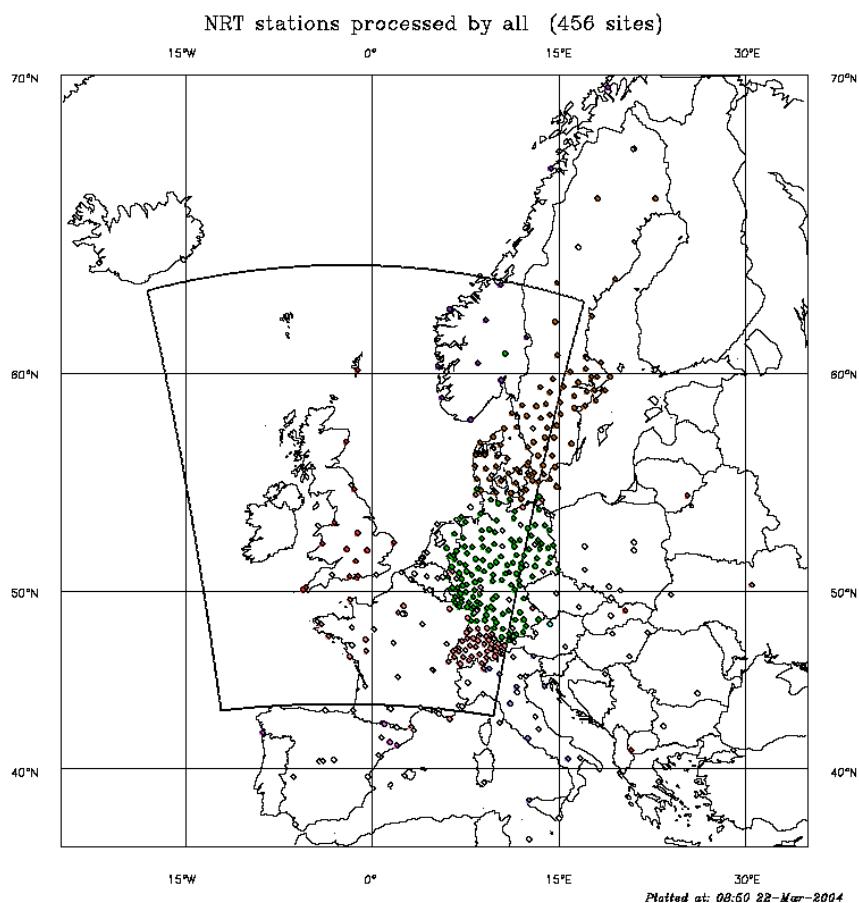 NRT stations processed by all (456 sites)
15°W 0° 15°E 30°E
70°N 70°N
60°N 60°N
50°N 50°N
40°N 40°N
15°W 0° 15°E 30°E
Plotted at: 08:50 22-Mar-2004